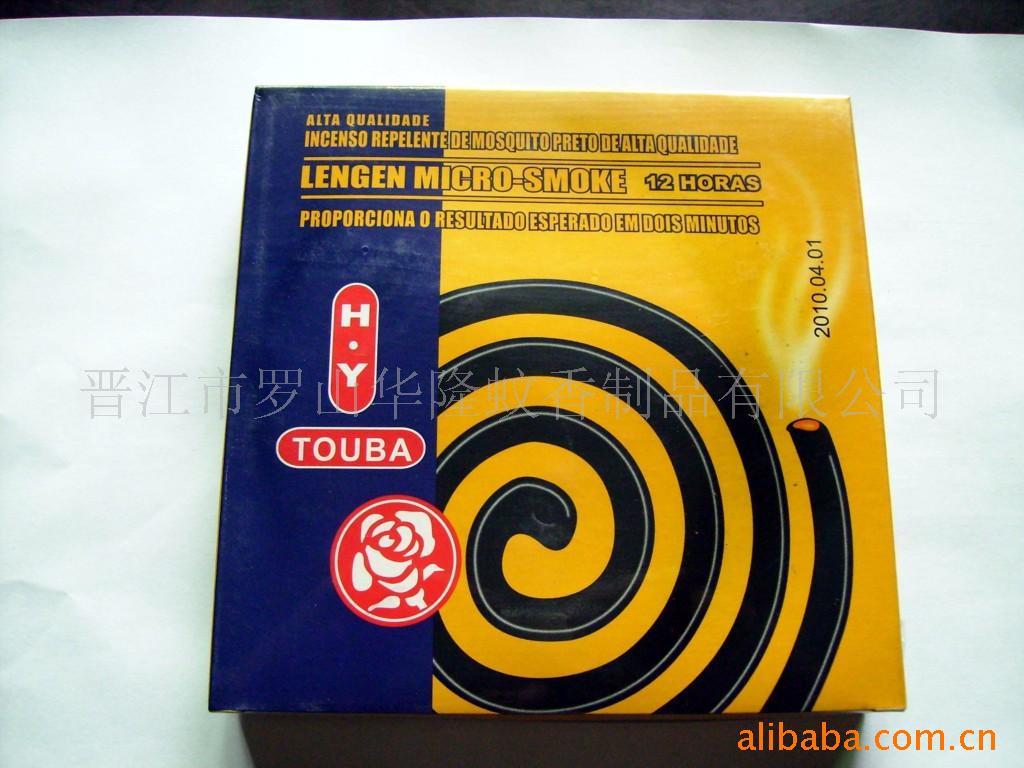 ALTA QUALIDADE
INCENSO REPELENTE DE MOSQUITO PRETO DE ALTA QUALIDADE
LENGEN MICRO-SMOKE 12 HORAS
PROPORCIONA O RESULTADO ESPERADO EM DOIS MINUTOS
2010.04.01
H·Y
晋江市罗山华隆蚊香制品有限公司
TOUBA
alibaba.com.cn